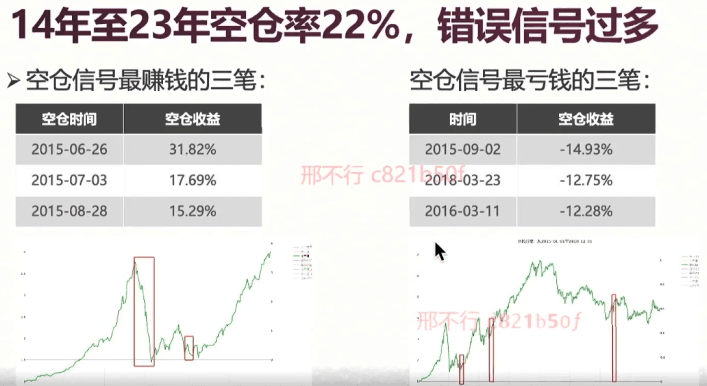 14年至23年空仓率22%，错误信号过多
➢ 空仓信号最赚钱的三笔：
空仓时间 空仓收益
2015-06-26 31.82%
2015-07-03 17.69%
2015-08-28 15.29%
空仓信号最亏钱的三笔：
时间 空仓收益
2015-09-02 -14.93%
2018-03-23 -12.75%
2016-03-11 -12.28%
邢不行 c821b50f
邢不行 c821b50f